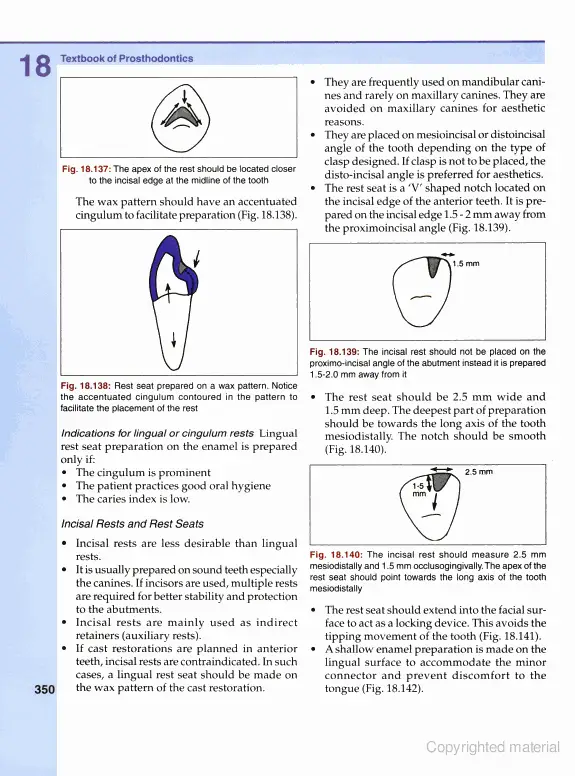 18
Textbook of Prosthodontics
Fig. 18.137: The apex of the rest should be located closer
to the incisal edge at the midline of the tooth
The wax pattern should have an accentuated
cingulum to facilitate preparation (Fig. 18.138).
Fig. 18.138: Rest seat prepared on a wax pattern. Notice
the accentuated cingulum contoured in the pattern to
facilitate the placement of the rest
Indications for lingual or cingulum rests Lingual
rest seat preparation on the enamel is prepared
only if:
• The cingulum is prominent
• The patient practices good oral hygiene
• The caries index is low.
Incisal Rests and Rest Seats
• Incisal rests are less desirable than lingual
rests.
• It is usually prepared on sound teeth especially
the canines. If incisors are used, multiple rests
are required for better stability and protection
to the abutments.
• Incisal rests are mainly used as indirect
retainers (auxiliary rests).
• If cast restorations are planned in anterior
teeth, incisal rests are contraindicated. In such
cases, a lingual rest seat should be made on
the wax pattern of the cast restoration.
350
• They are frequently used on mandibular cani-
nes and rarely on maxillary canines. They are
avoided on maxillary canines for aesthetic
reasons.
• They are placed on mesioincisal or distoincisal
angle of the tooth depending on the type of
clasp designed. If clasp is not to be placed, the
disto-incisal angle is preferred for aesthetics.
• The rest seat is a ‘V’ shaped notch located on
the incisal edge of the anterior teeth. It is pre-
pared on the incisal edge 1.5 - 2 mm away from
the proximoincisal angle (Fig. 18.139).
1.5 mm
Fig. 18.139: The incisal rest should not be placed on the
proximo-incisal angle of the abutment instead it is prepared
1.5-2.0 mm away from it
• The rest seat should be 2.5 mm wide and
1.5 mm deep. The deepest part of preparation
should be towards the long axis of the tooth
mesiodistally. The notch should be smooth
(Fig. 18.140).
2.5 mm
1-5
mm
Fig. 18.140: The incisal rest should measure 2.5 mm
mesiodistally and 1.5 mm occlusogingivally. The apex of the
rest seat should point towards the long axis of the tooth
mesiodistally
• The rest seat should extend into the facial sur-
face to act as a locking device. This avoids the
tipping movement of the tooth (Fig. 18.141).
• A shallow enamel preparation is made on the
lingual surface to accommodate the minor
connector and prevent discomfort to the
tongue (Fig. 18.142).
Copyrighted material